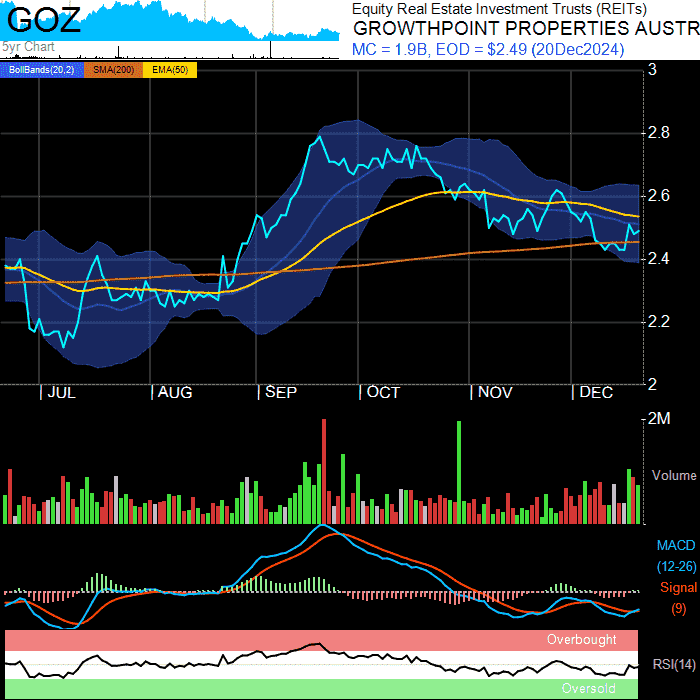 GOZ
Equity Real Estate Investment Trusts (REITs)
GROWTHPOINT PROPERTIES AUSTR
5yr Chart
MC = 1.9B, EOD = $2.49 (20Dec2024)
BollBands(20,2) SMA(200) EMA(50)
3
2.8
2.6
2.4
2.2
2
JUL AUG SEP OCT NOV DEC
2M
Volume
MACD
(12-26)
Signal
(9)
Overbought
RSI(14)
Oversold